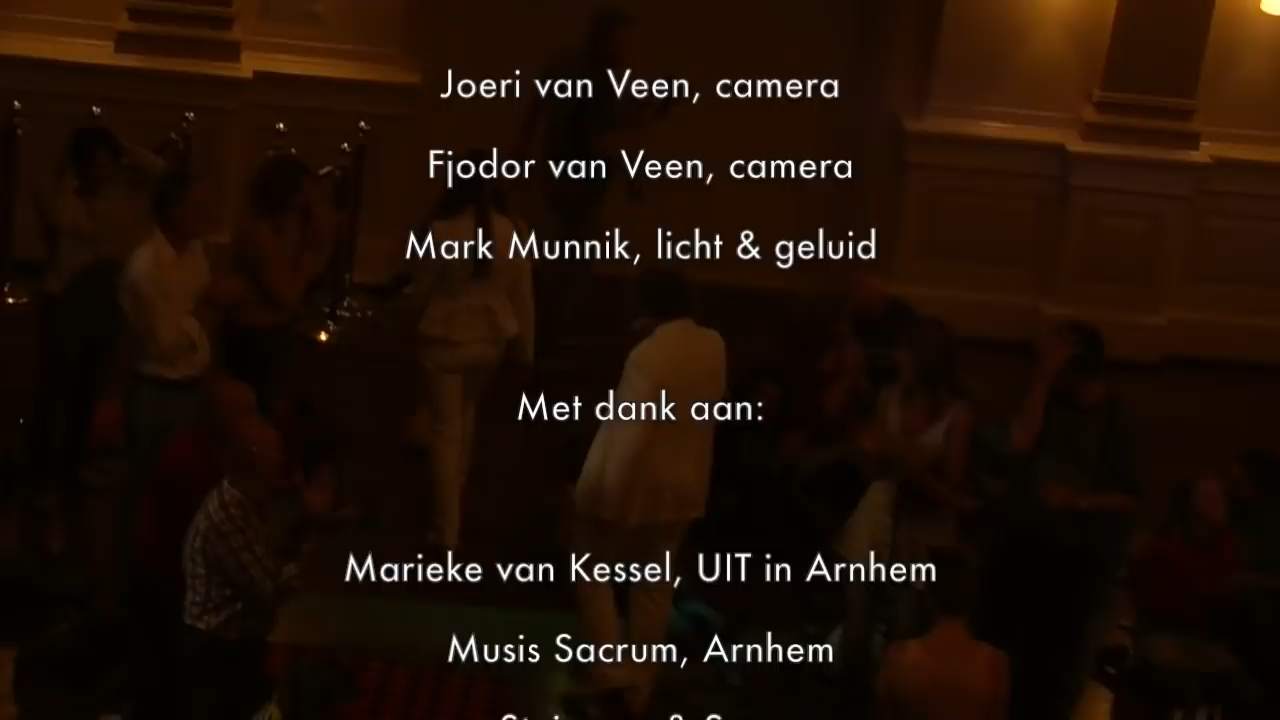 Joeri van Veen, camera
Fjodor van Veen, camera
Mark Munnik, licht & geluid
Met dank aan:
Marieke van Kessel, UIT in Arnhem
Musis Sacrum, Arnhem